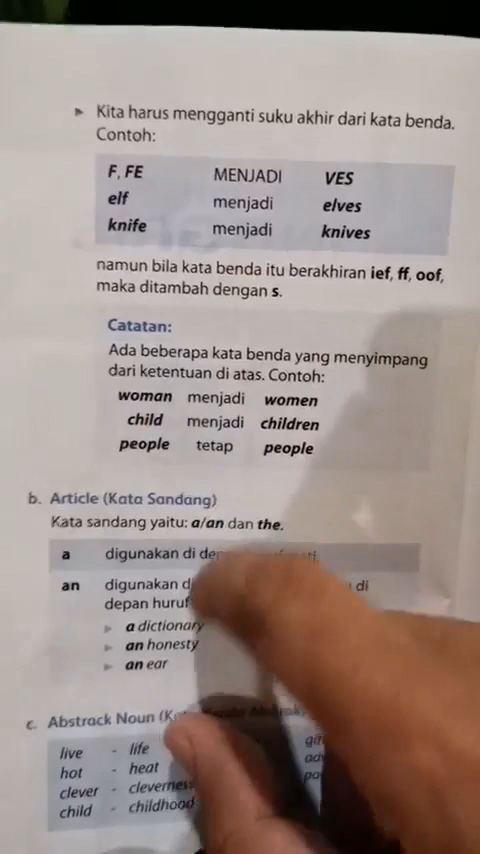 ► Kita harus mengganti suku akhir dari kata benda.
Contoh:
F, FE MENJADI VES
elf menjadi elves
knife menjadi knives
namun bila kata benda itu berakhiran ief, ff, oof,
maka ditambah dengan s.
Catatan:
Ada beberapa kata benda yang menyimpang
dari ketentuan di atas. Contoh:
woman menjadi women
child menjadi children
people tetap people
b. Article (Kata Sandang)
Kata sandang yaitu: a/an dan the.
a digunakan di
an digunakan di
depan huruf
► a dictionary
► an honesty
► an ear
c. Abstrack Noun
live - life
hot - heat
clever - cleverness
child - childhood